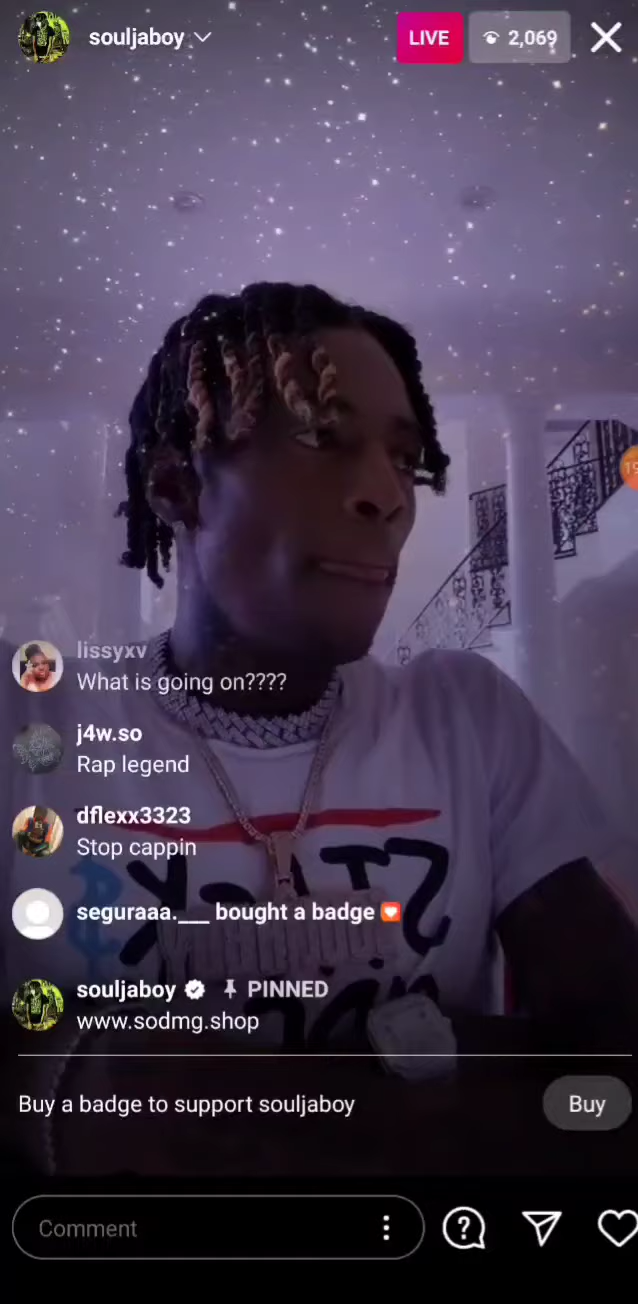 souljaboy
LIVE
2,069
lissyxv
What is going on????
j4w.so
Rap legend
dflexx3323
Stop cappin
seguraaa.___ bought a badge
souljaboy PINNED
www.sodmg.shop
Buy a badge to support souljaboy
Buy
Comment